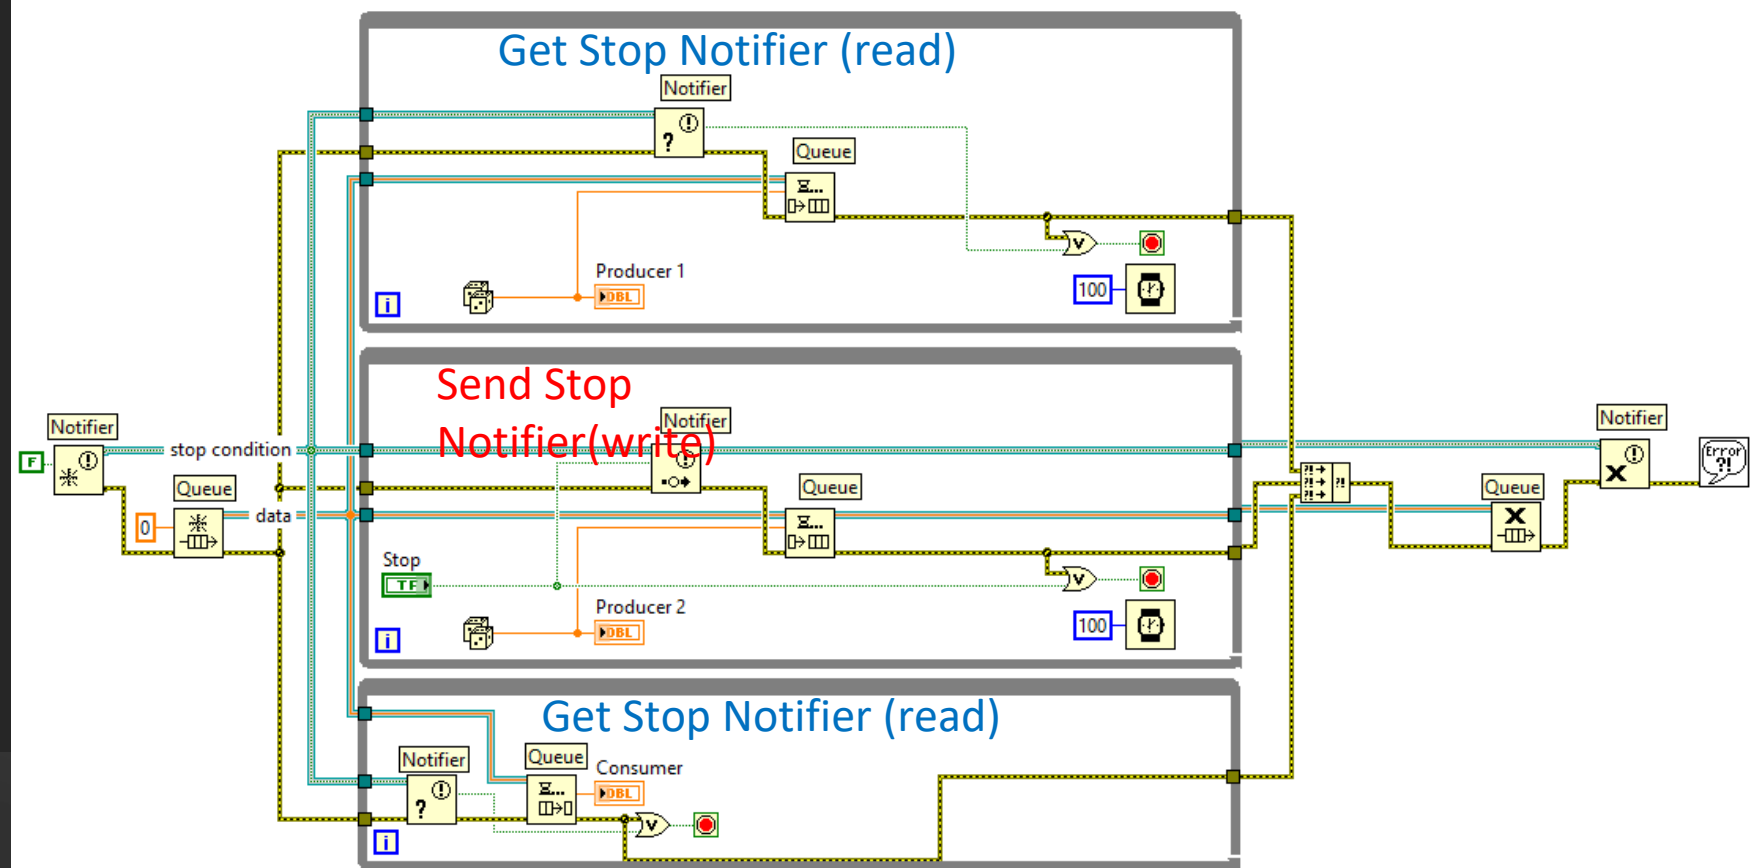 Get Stop Notifier (read)
Notifier
?
Queue
Producer 1
DBL
i
100
v
Send Stop
Notifier(write)
Notifier
Notifier
stop condition
F
Queue
data
0
Queue
Stop
TF
v
Producer 2
DBL
i
100
Notifier
X
Error
?!
Queue
X
?!
?!
?!
?!
Get Stop Notifier (read)
Notifier
?
Queue
Consumer
DBL
v
i